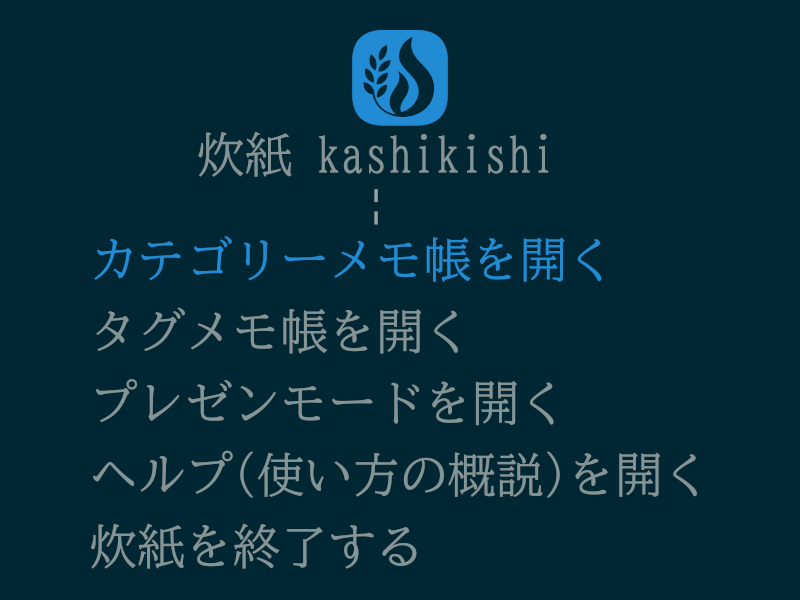 炊紙 kashikishi
カテゴリーメモ帳を開く
タグメモ帳を開く
プレゼンモードを開く
ヘルプ(使い方の概説)を開く
炊紙を終了する